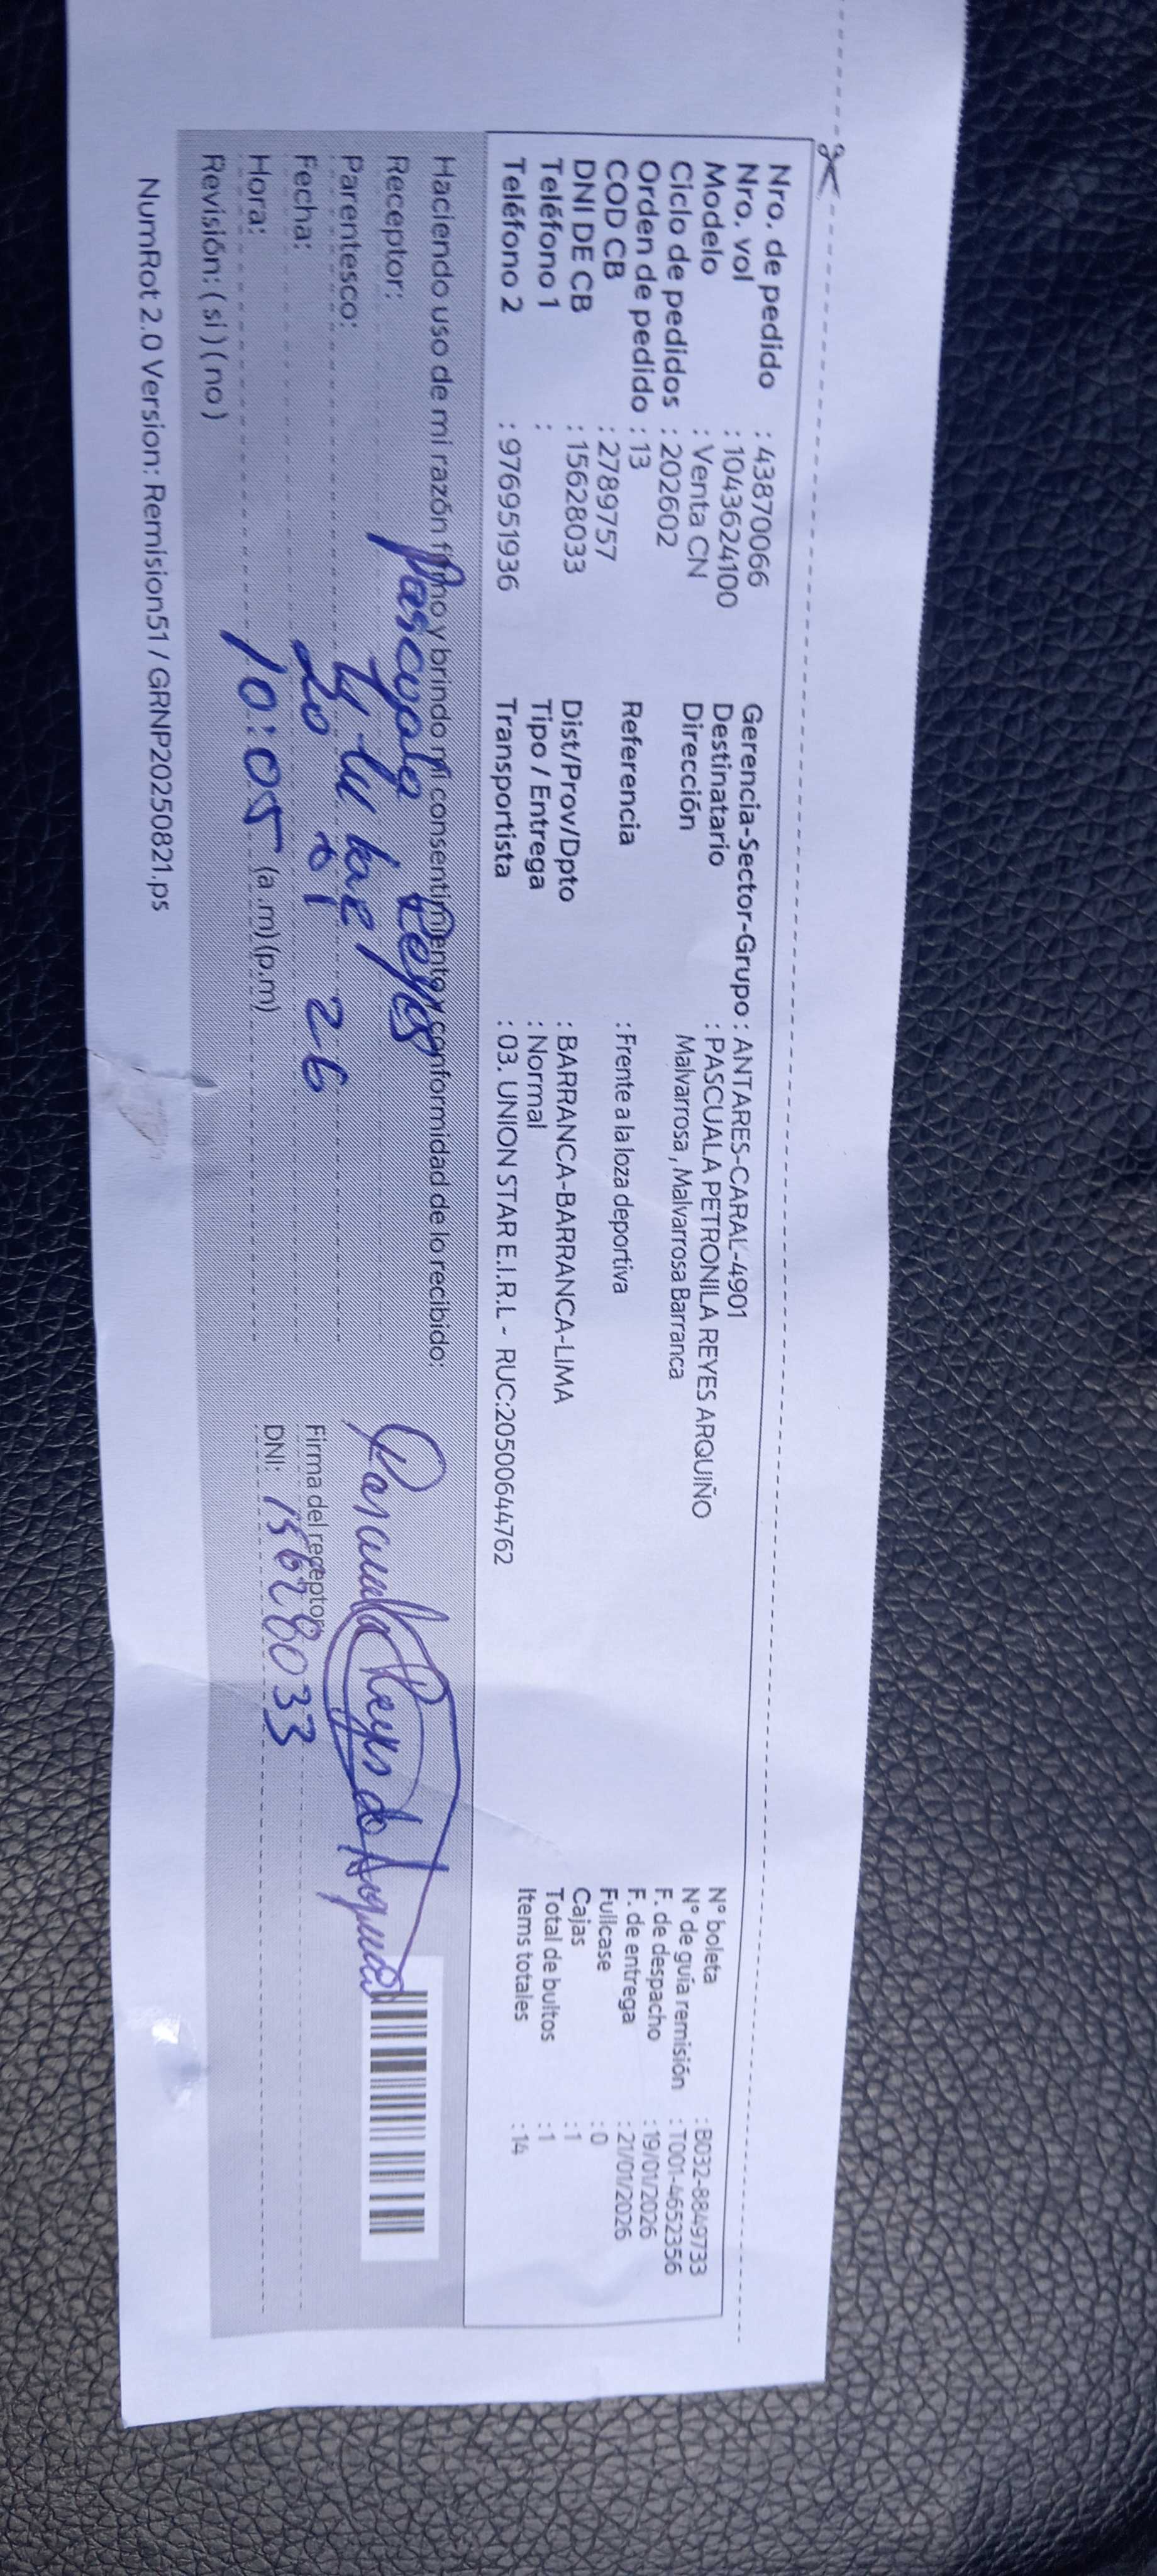 Nro. de pedido : 43870066
Nro. vol : 1043624100
Modelo : Venta CN
Ciclo de pedidos : 202602
Orden de pedido : 13
COD CB : 2789757
DNI DE CB : 15628033
Teléfono 1 :
Teléfono 2 : 976951936
Gerencia-Sector-Grupo : ANTARES-CARAL-4901
Destinatario : PASCUALA PETRONILA REYES ARQUIÑO
Dirección Malvarrosa , Malvarrosa Barranca
Referencia : Frente a la loza deportiva
Dist/Prov/Dpto : BARRANCA-BARRANCA-LIMA
Tipo / Entrega : Normal
Transportista : 03. UNION STAR E.I.R.L - RUC:20500644762
N° boleta : B032-8849733
N° de guía remisión : T001-4652356
F. de despacho : 19/01/2026
F. de entrega : 21/01/2026
Fullcase : 0
Cajas : 1
Total de bultos : 1
Items totales : 14
Haciendo uso de mi razón firmo y brindo mi consentimiento y conformidad de lo recibido:
Receptor: Pascuala Reyes
Parentesco:
Fecha: 20 01 26
Hora: 10:05 (a.m)(p.m)
Revisión: ( si ) ( no )
Pascuala Reyes de
Firma del receptor
DNI: 15628033
NumRot 2.0 Version: Remision51 / GRNP20250821.ps